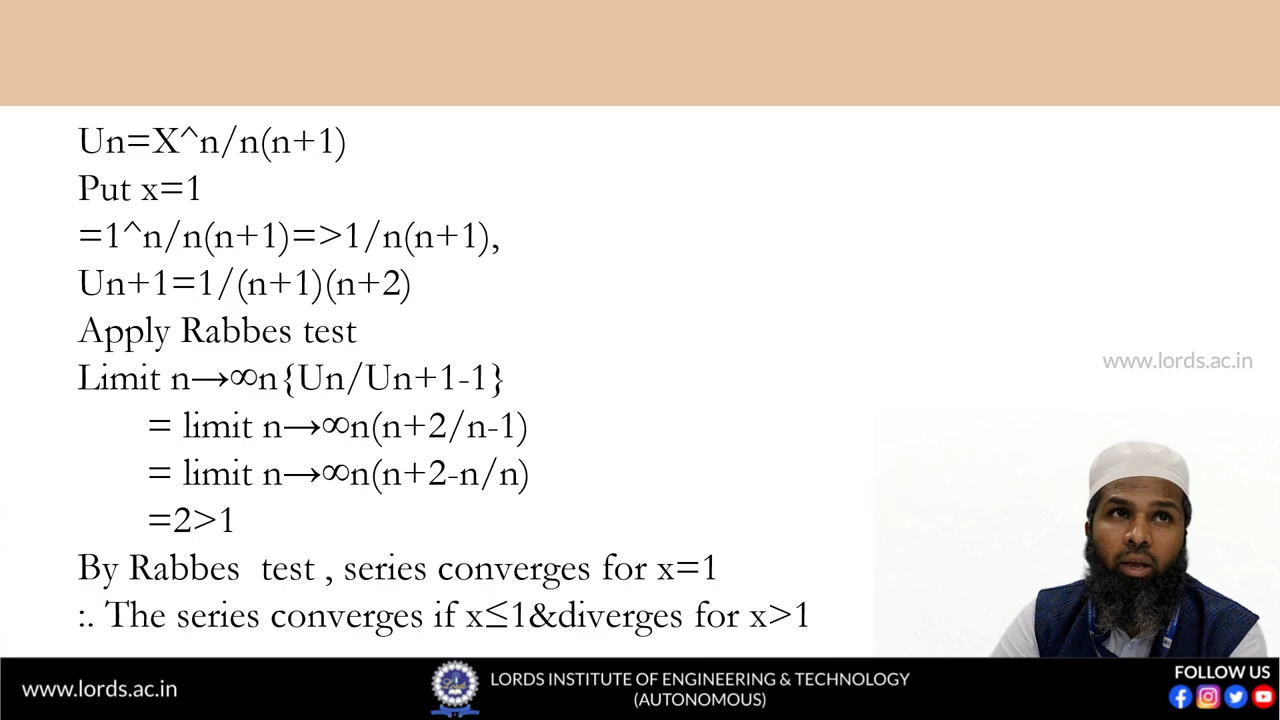 Un=X^n/n(n+1)
Put x=1
=1^n/n(n+1)=>1/n(n+1),
Un+1=1/(n+1)(n+2)
Apply Rabbes test
Limit n→∞n{Un/Un+1-1}
= limit n→∞n(n+2/n-1)
= limit n→∞n(n+2-n/n)
=2>1
By Rabbes test , series converges for x=1
:. The series converges if x≤1&diverges for x>1
www.lords.ac.in
www.lords.ac.in
LORDS INSTITUTE OF ENGINEERING & TECHNOLOGY
(AUTONOMOUS)
FOLLOW US